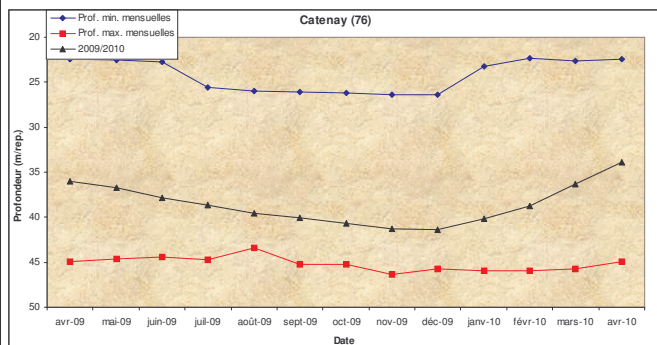 Catenay (76)
Prof. min. mensuelles
Prof. max. mensuelles
2009/2010
Profondeur (m/rep.)
20
25
30
35
40
45
50
avr-09 mai-09 juin-09 juil-09 août-09 sept-09 oct-09 nov-09 déc-09 janv-10 févr-10 mars-10 avr-10
Date